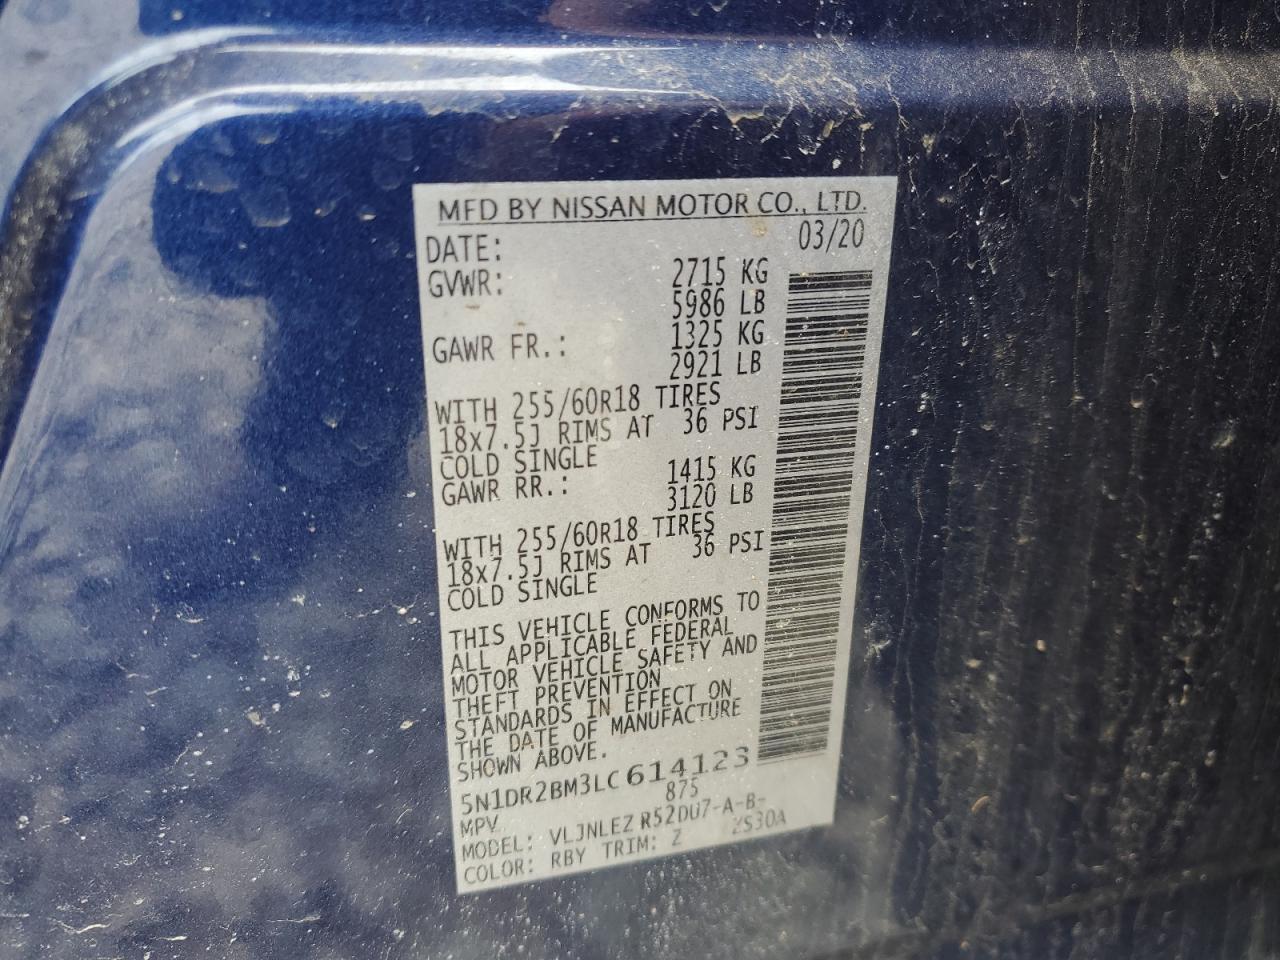 MFD BY NISSAN MOTOR CO., LTD.
DATE: 03/20
GVWR: 2715 KG
5986 LB
GAWR FR.: 1325 KG
2921 LB
WITH 255/60R18 TIRES
18x7.5J RIMS AT 36 PSI
COLD SINGLE
GAWR RR.: 1415 KG
3120 LB
WITH 255/60R18 TIRES
18x7.5J RIMS AT 36 PSI
COLD SINGLE
THIS VEHICLE CONFORMS TO
ALL APPLICABLE FEDERAL
MOTOR VEHICLE SAFETY AND
THEFT PREVENTION
STANDARDS IN EFFECT ON
THE DATE OF MANUFACTURE
SHOWN ABOVE.
5N1DR2BM3LC614123
MPV 875
MODEL: VLJNLEZ R52DU7-A-B-
COLOR: RBY TRIM: Z 2S30A